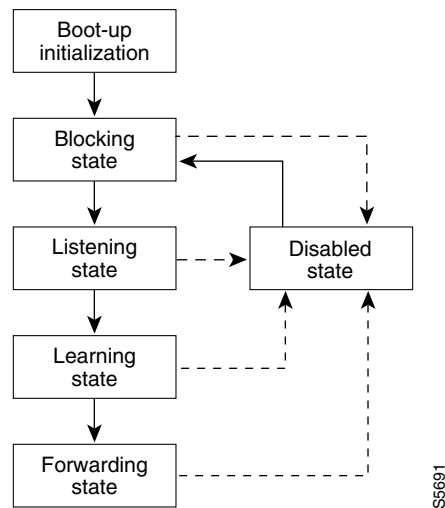 Boot-up
initialization
Blocking
state
Listening
state
Disabled
state
Learning
state
Forwarding
state
S5691